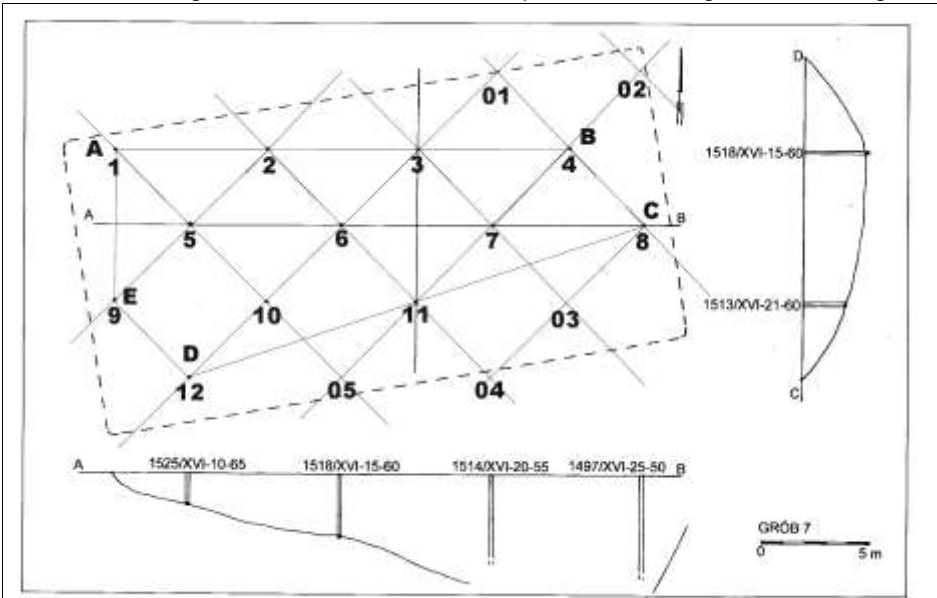 01
02
D
A
B
1518/XVI-15-60
1
2
3
4
C
A
B
5
6
7
8
1513/XVI-21-60
E
9
10
11
03
D
C
12
05
04
A
1525/XVI-10-65
1518/XVI-15-60
1514/XVI-20-55
1497/XVI-25-50
B
GRÓB 7
0
5 m